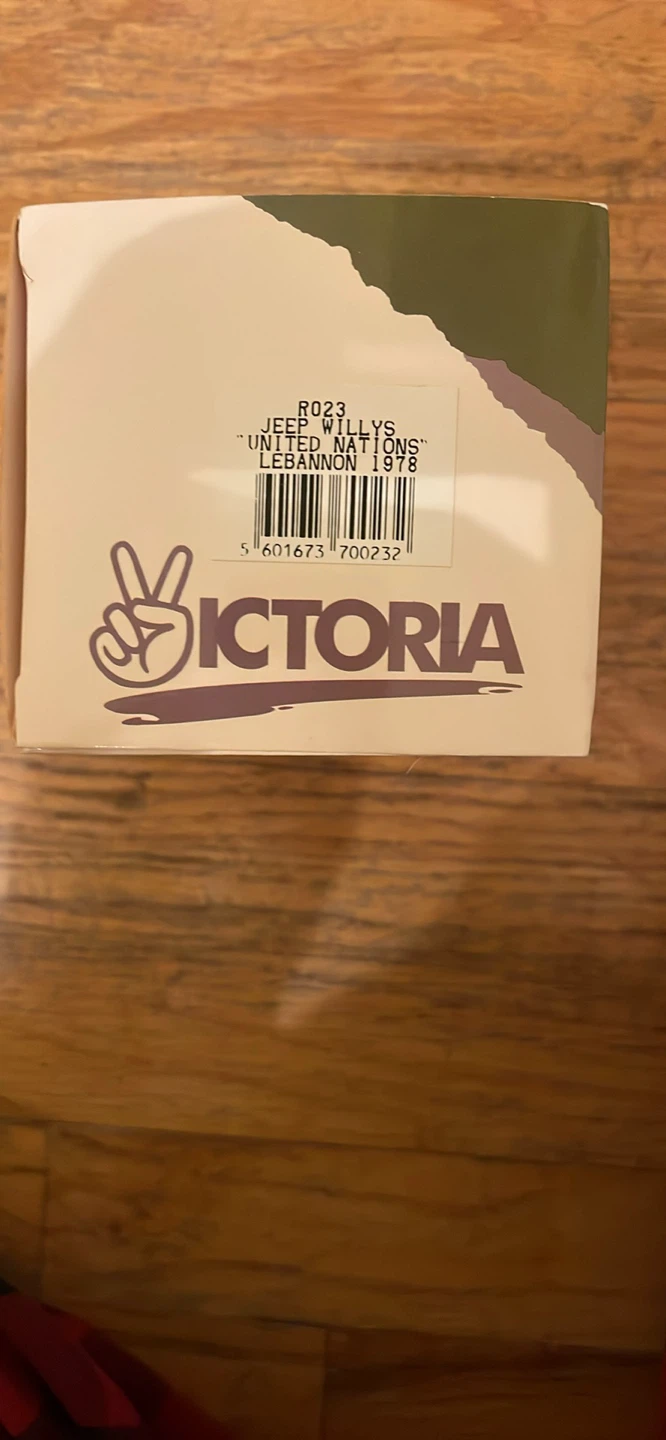 R023
JEEP WILLYS
"UNITED NATIONS"
LEBANNON 1978
5 601673 700232
VICTORIA